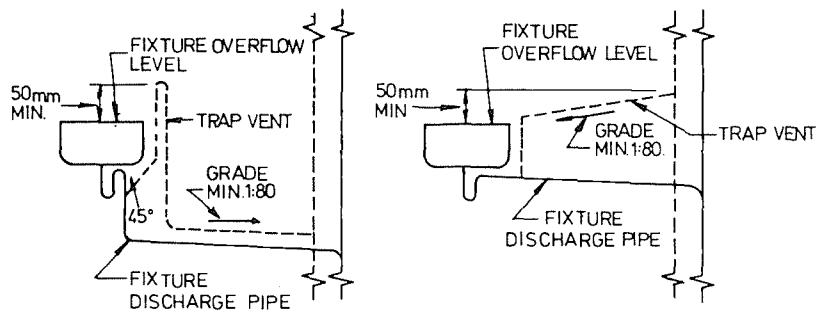 FIXTURE OVERFLOW
LEVEL
50mm
MIN.
TRAP VENT
GRADE
MIN.1:80
45°
FIXTURE
DISCHARGE PIPE
FIXTURE
OVERFLOW LEVEL
50mm
MIN
TRAP VENT
GRADE
MIN.1:80.
FIXTURE
DISCHARGE PIPE